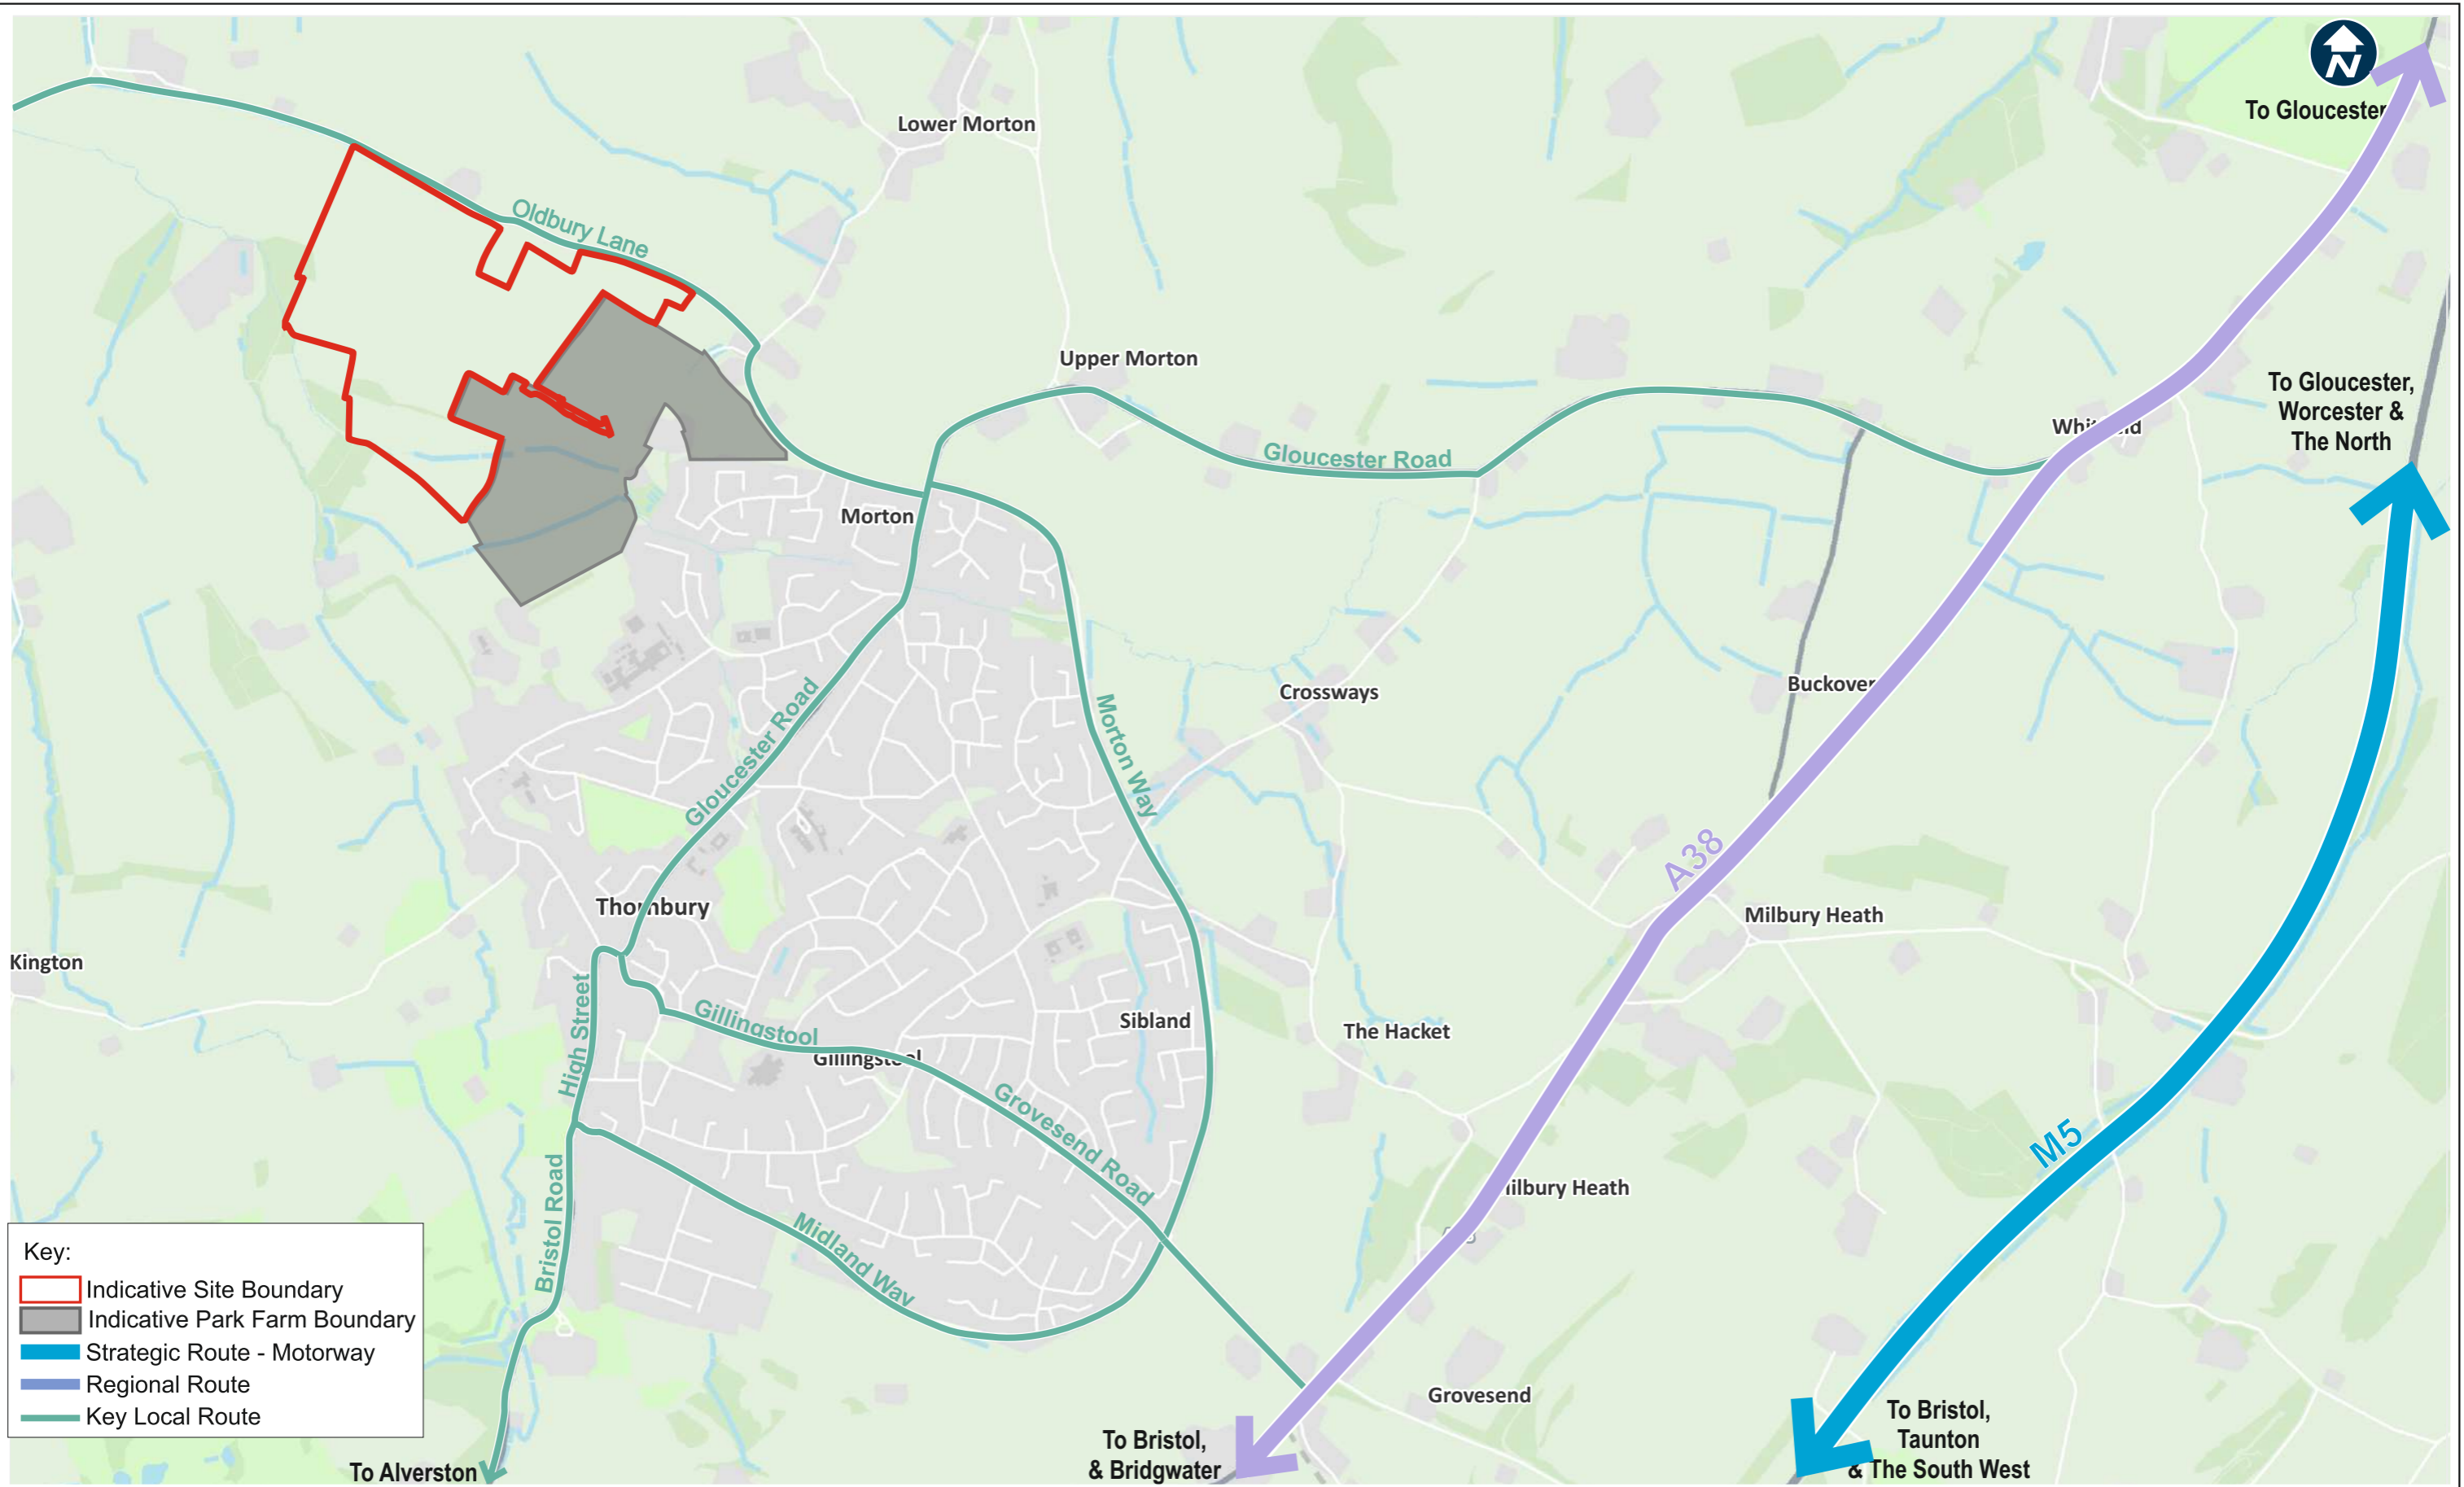 N
To Gloucester
Lower Morton
Oldbury Lane
Upper Morton
To Gloucester,
Worcester &
The North
Gloucester Road
Morton
Crossways
Buckover
Gloucester Road
Morton Way
A38
Thornbury
Milbury Heath
Kington
High Street
Gillingstool
Sibland
The Hacket
Gillingstool
Grovesend Road
M5
Bristol Road
ilbury Heath
Midland Way
Key:
Indicative Site Boundary
Indicative Park Farm Boundary
Strategic Route - Motorway
Regional Route
Key Local Route
Grovesend
To Bristol,
& Bridgwater
To Bristol,
Taunton
& The South West
To Alverston